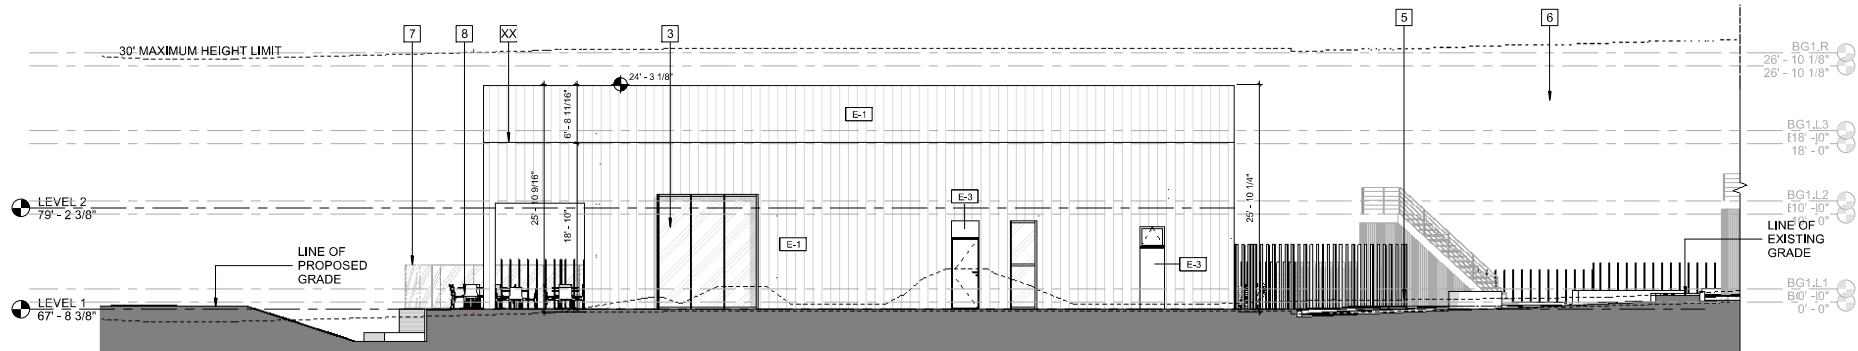 7
8
XX
3
5
6
30' MAXIMUM HEIGHT LIMIT
BG1.R
26' - 10 1/8"
26' - 10 1/8"
24' - 3 1/8"
6' - 8 11/16"
E-1
BG1.L3
18' - 0"
18' - 0"
LEVEL 2
79' - 2 3/8"
25' - 10 9/16"
18' - 10"
E-3
25' - 10 1/4"
BG1.L2
10' - 0"
E-1
E-3
LINE OF
PROPOSED
GRADE
LINE OF
EXISTING
GRADE
LEVEL 1
67' - 8 3/8"
BG1.L1
0' - 0"
0' - 0"